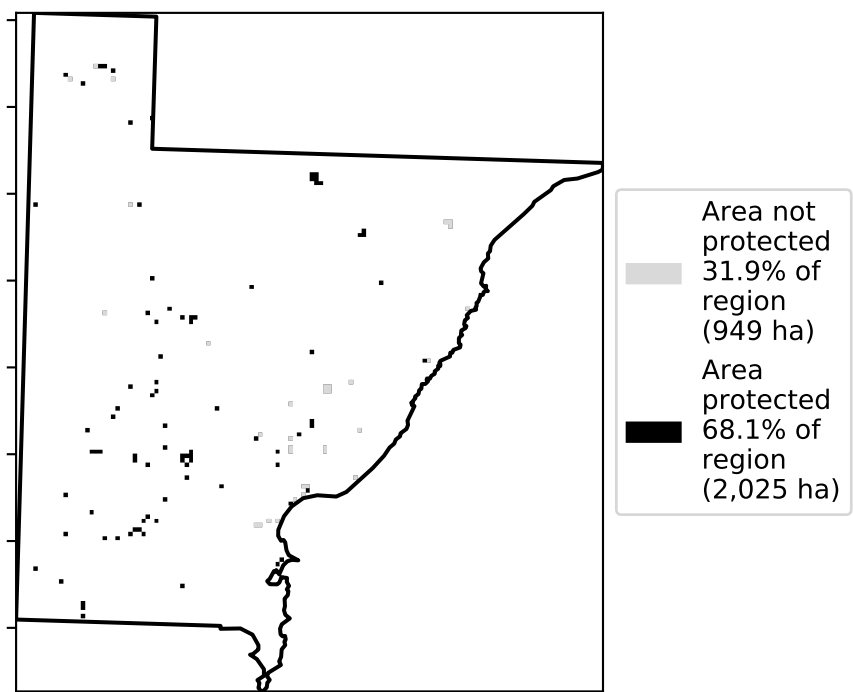 Area not
protected
31.9% of
region
(949 ha)
Area
protected
68.1% of
region
(2,025 ha)